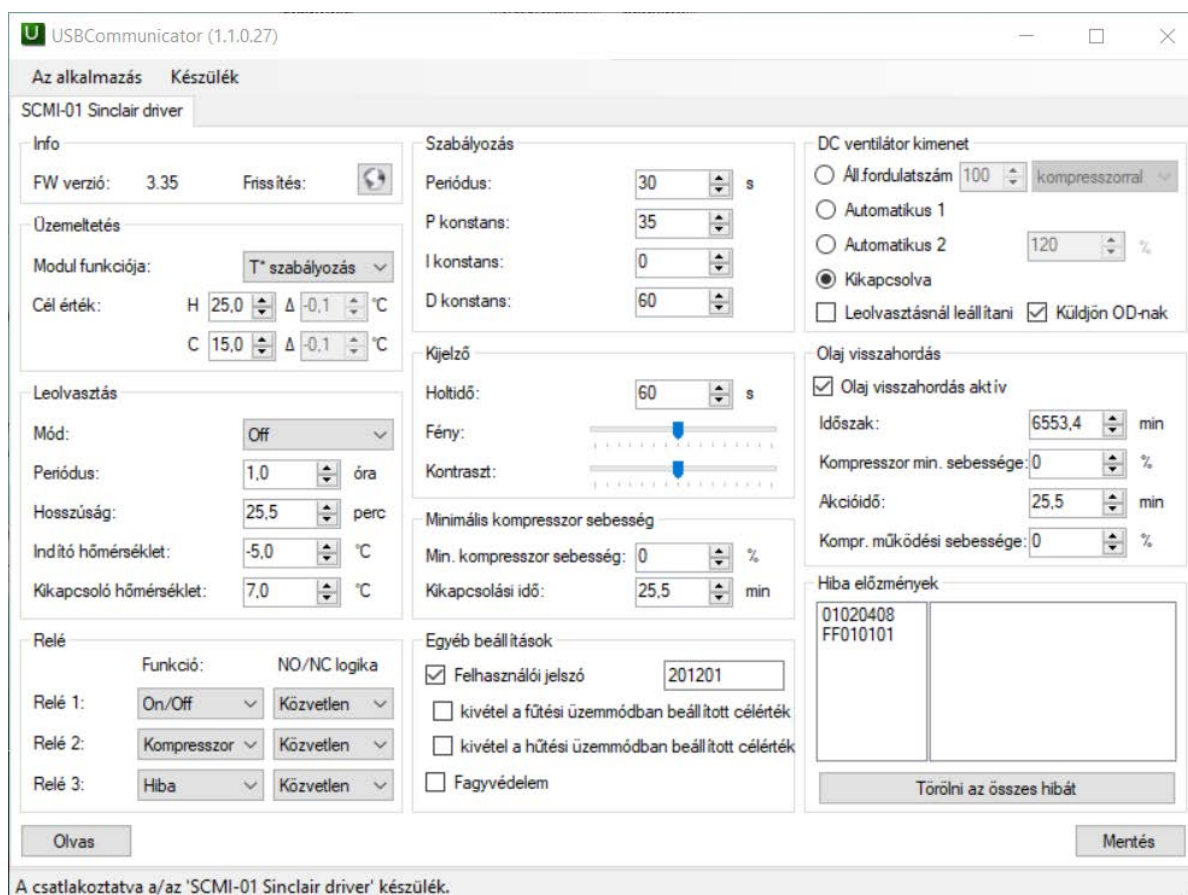 USBCommunicator (1.1.0.27)
Az alkalmazás Készülék
SCMI-01 Sinclair driver
Info
FW verzió: 3.35 Frissítés:
Üzemeltetés
Modul funkciója: T* szabályozás
Cél érték: H 25,0 Δ -0,1 °C
C 15,0 Δ -0,1 °C
Leolvasztás
Mód: Off
Periódus: 1,0 óra
Hosszúság: 25,5 perc
Indító hőmérséklet: -5,0 °C
Kikapcsoló hőmérséklet: 7,0 °C
Relé
Funkció: NO/NC logika
Relé 1: On/Off Közvetlen
Relé 2: Kompresszor Közvetlen
Relé 3: Hiba Közvetlen
Szabályozás
Periódus: 30 s
P konstans: 35
I konstans: 0
D konstans: 60
Kijelző
Holtidő: 60 s
Fény:
Kontraszt:
Minimális kompresszor sebesség
Min. kompresszor sebesség: 0 %
Kikapcsolási idő: 25,5 min
Egyéb beállítások
Felhasználói jelszó 201201
kivétel a fűtési üzemmódban beállított célérték
kivétel a hűtési üzemmódban beállított célérték
Fagyvédelem
DC ventilátor kimenet
Áll.fordulatszám 100 kompresszorral
Automatikus 1
Automatikus 2 120 %
Kikapcsolva
Leolvasztásnál leállítani Küldjön OD-nak
Olaj visszahordás
Olaj visszahordás aktív
Időszak: 6553,4 min
Kompresszor min. sebessége: 0 %
Akcióidő: 25,5 min
Kompr. működési sebessége: 0 %
Hiba előzmények
01020408
FF010101
Törölni az összes hibát
Olvas Mentés
A csatlakoztatva a/az 'SCMI-01 Sinclair driver' készülék.